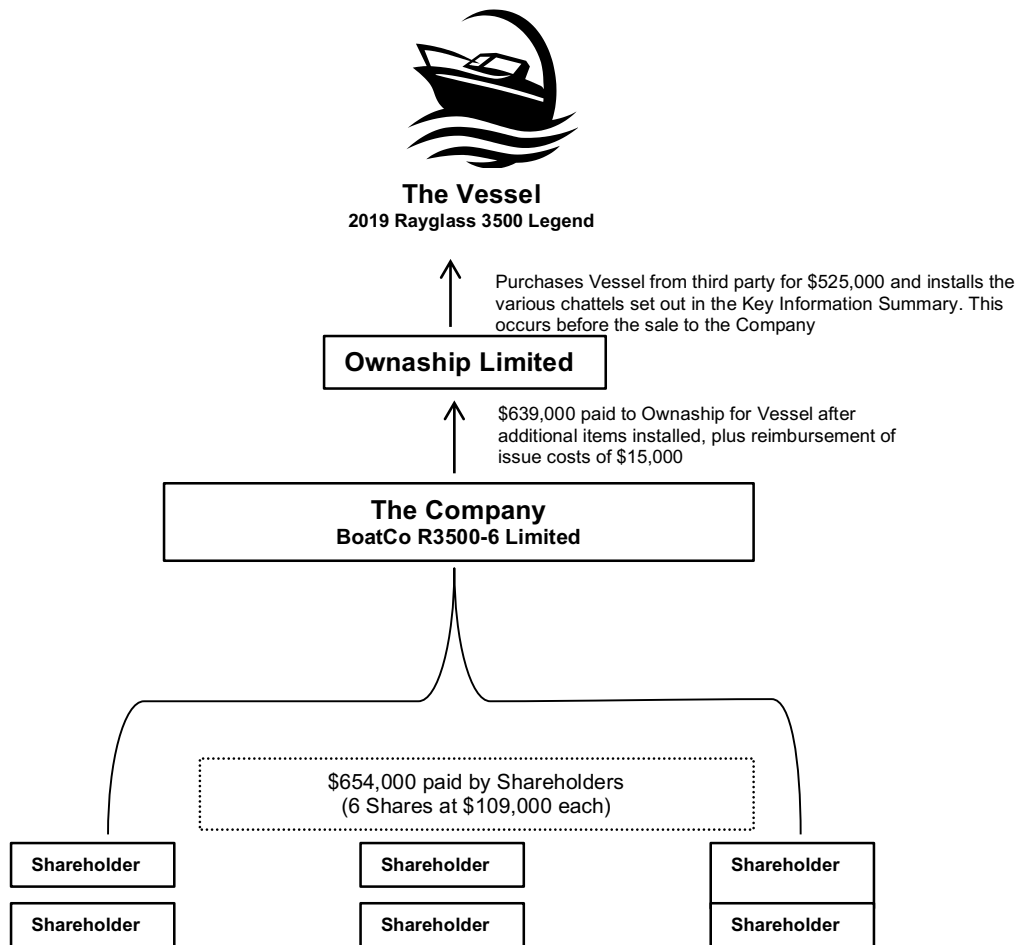 The Vessel
2019 Rayglass 3500 Legend
Purchases Vessel from third party for $525,000 and installs the
various chattels set out in the Key Information Summary. This
occurs before the sale to the Company
Ownaship Limited
$639,000 paid to Ownaship for Vessel after
additional items installed, plus reimbursement of
issue costs of $15,000
The Company
BoatCo R3500-6 Limited
$654,000 paid by Shareholders
(6 Shares at $109,000 each)
Shareholder
Shareholder
Shareholder
Shareholder
Shareholder
Shareholder